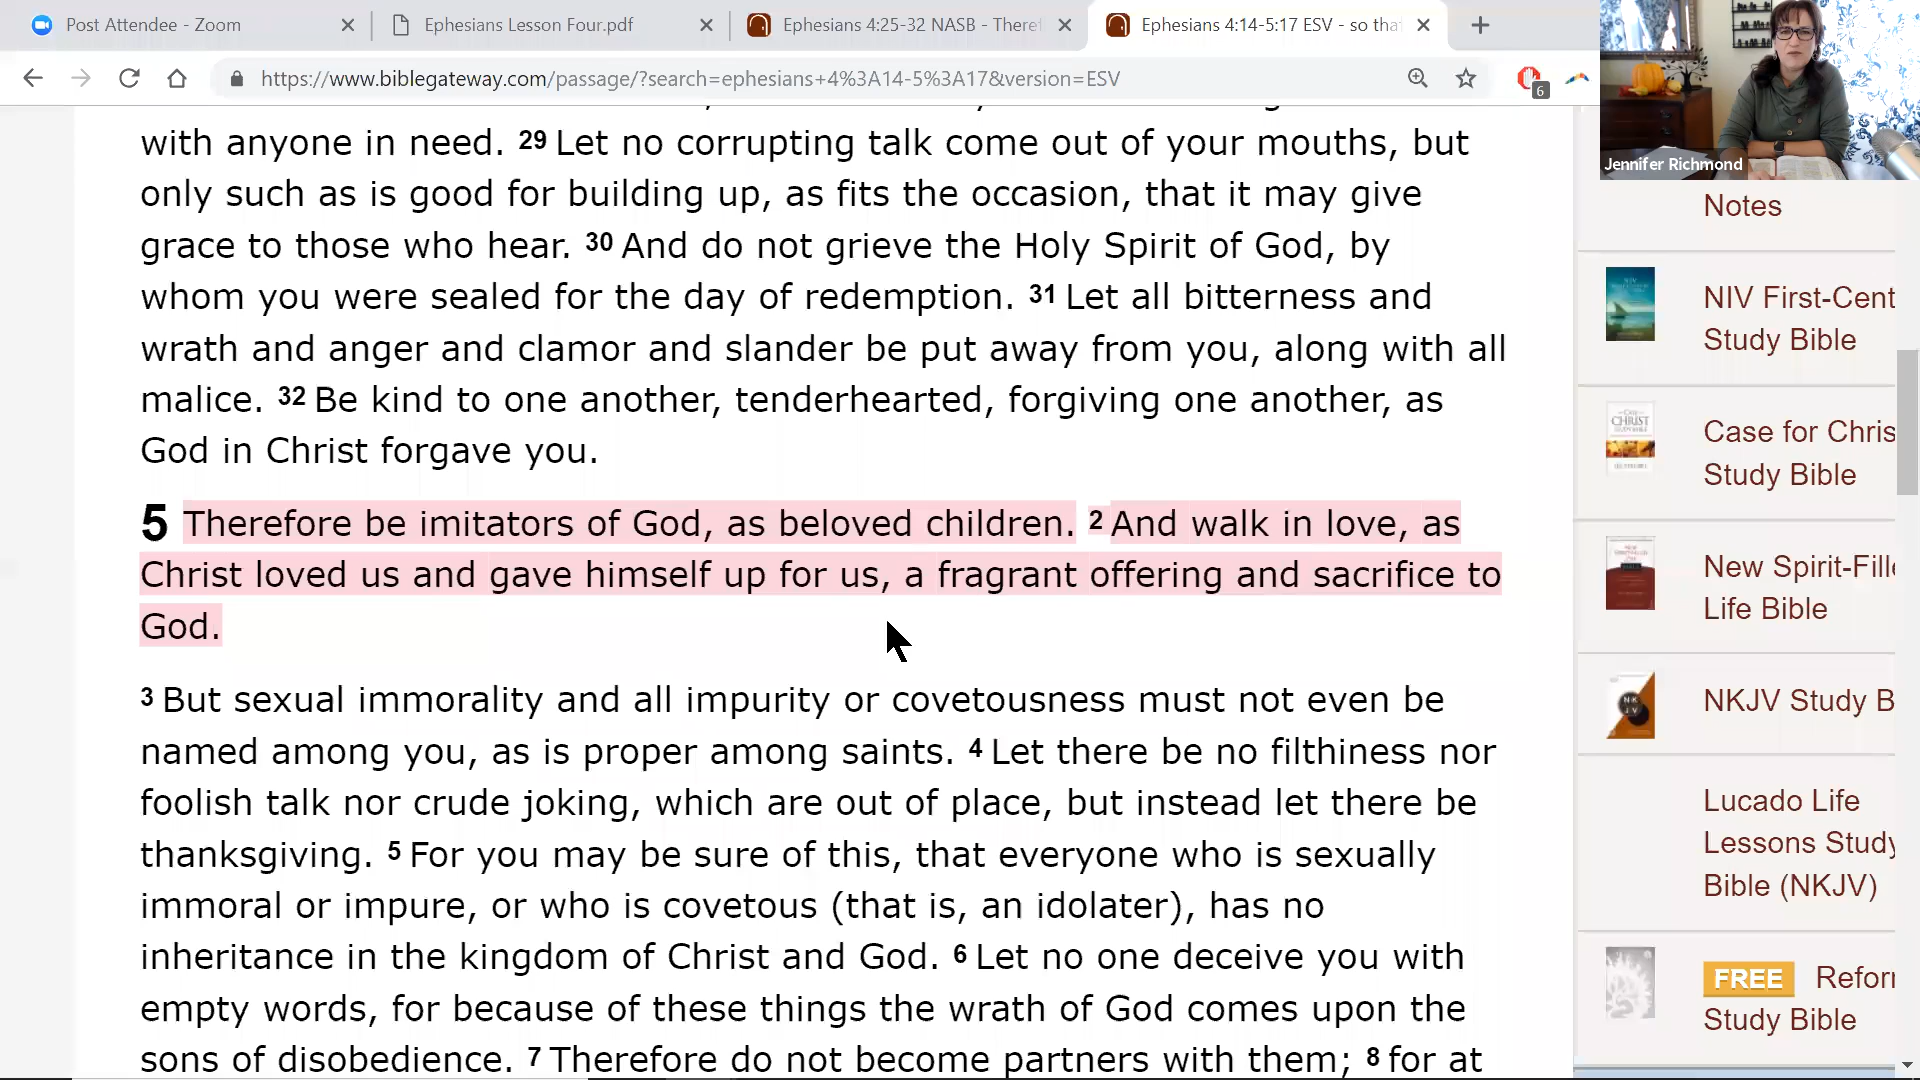 Post Attendee - Zoom
Ephesians Lesson Four.pdf
Ephesians 4:25-32 NASB - Theref
Ephesians 4:14-5:17 ESV - so tha
https://www.biblegateway.com/passage/?search=ephesians+4%3A14-5%3A17&version=ESV
6
Jennifer Richmond
with anyone in need. 29 Let no corrupting talk come out of your mouths, but
only such as is good for building up, as fits the occasion, that it may give
grace to those who hear. 30 And do not grieve the Holy Spirit of God, by
whom you were sealed for the day of redemption. 31 Let all bitterness and
wrath and anger and clamor and slander be put away from you, along with all
malice. 32 Be kind to one another, tenderhearted, forgiving one another, as
God in Christ forgave you.
5 Therefore be imitators of God, as beloved children. 2 And walk in love, as
Christ loved us and gave himself up for us, a fragrant offering and sacrifice to
God.
3 But sexual immorality and all impurity or covetousness must not even be
named among you, as is proper among saints. 4 Let there be no filthiness nor
foolish talk nor crude joking, which are out of place, but instead let there be
thanksgiving. 5 For you may be sure of this, that everyone who is sexually
immoral or impure, or who is covetous (that is, an idolater), has no
inheritance in the kingdom of Christ and God. 6 Let no one deceive you with
empty words, for because of these things the wrath of God comes upon the
sons of disobedience. 7 Therefore do not become partners with them; 8 for at
Notes
NIV First-Cent
Study Bible
Case for Chris
Study Bible
New Spirit-Fille
Life Bible
NKJV Study B
Lucado Life
Lessons Study
Bible (NKJV)
FREE Refor
Study Bible